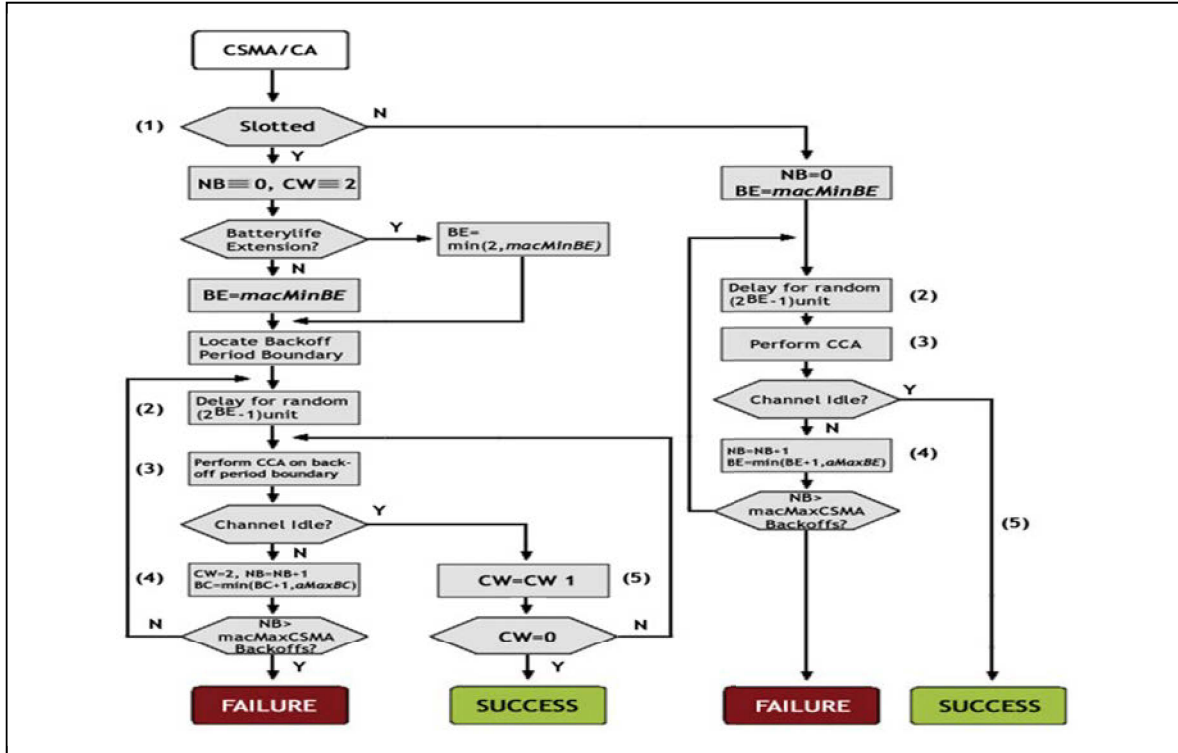 CSMA/CA
(1)
Slotted
N
Y
NB≡0, CW≡2
Batterylife
Extension?
Y
BE=
min(2,macMinBE)
N
BE=macMinBE
Locate Backoff
Period Boundary
(2)
Delay for random
(2BE-1)unit
(3)
Perform CCA on back-
off period boundary
Channel Idle?
Y
N
(4)
CW=2, NB=NB+1
BC=min(BC+1,aMaxBC)
N
NB>
macMaxCSMA
Backoffs?
Y
FAILURE
CW=CW 1
(5)
CW=0
N
Y
SUCCESS
NB=0
BE=macMinBE
Delay for random
(2BE-1)unit
(2)
Perform CCA
(3)
Channel Idle?
Y
N
NB=NB+1
BE=min(BE+1,aMaxBE)
(4)
NB>
macMaxCSMA
Backoffs?
(5)
FAILURE
SUCCESS